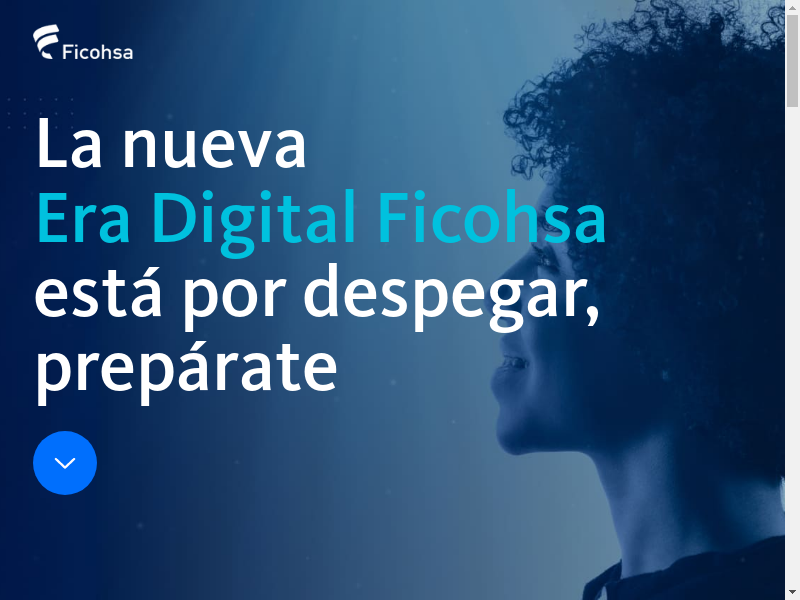 Ficohsa
La nueva
Era Digital Ficohsa
está por despegar,
prepárate